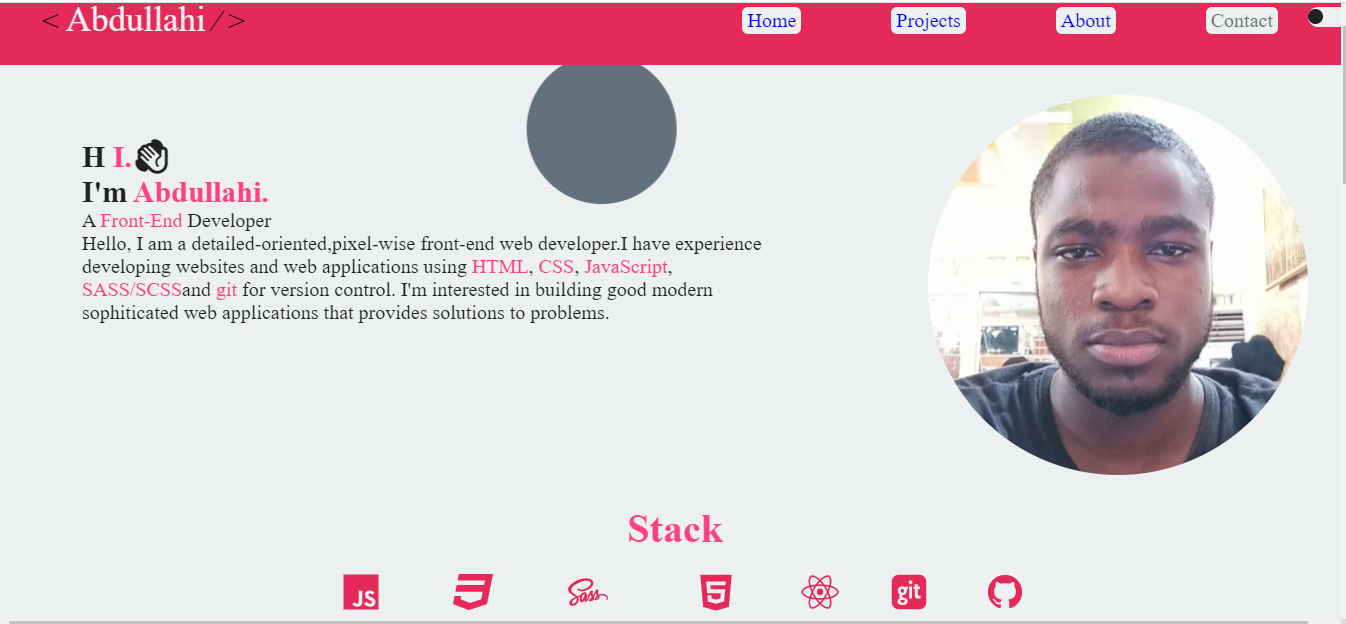 < Abdullahi / >
Home
Projects
About
Contact
H I.
I'm Abdullahi.
A Front-End Developer
Hello, I am a detailed-oriented,pixel-wise front-end web developer.I have experience
developing websites and web applications using HTML, CSS, JavaScript,
SASS/SCSSand git for version control. I'm interested in building good modern
sophiticated web applications that provides solutions to problems.
Stack
JS
Sass
5
git